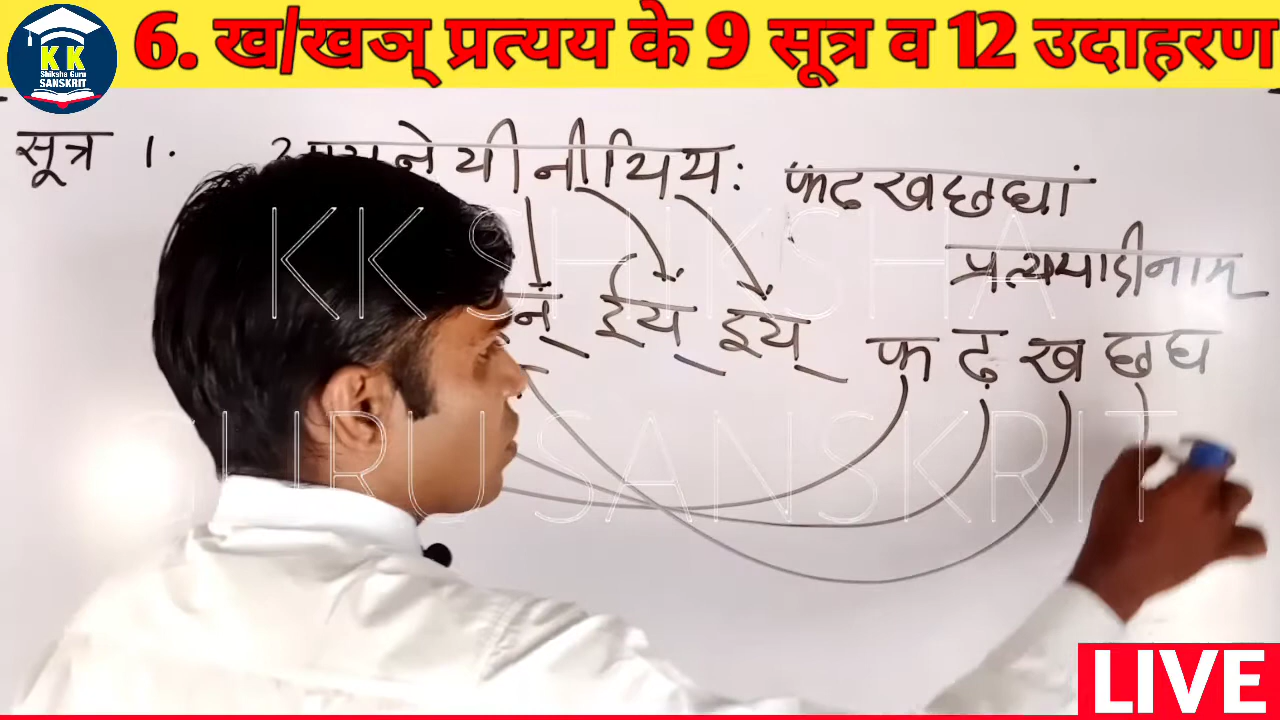 6. ख/खञ् प्रत्यय के 9 सूत्र व 12 उदाहरण
KK
Shiksha Guru
SANSKRIT
सूत्र 1. यीनीयियः फढखछघां
प्रत्ययादीनाम्
ईय् इय् फ ढ़ ख छ घ
KK SHIKSHA
GURU SANSKRIT
LIVE